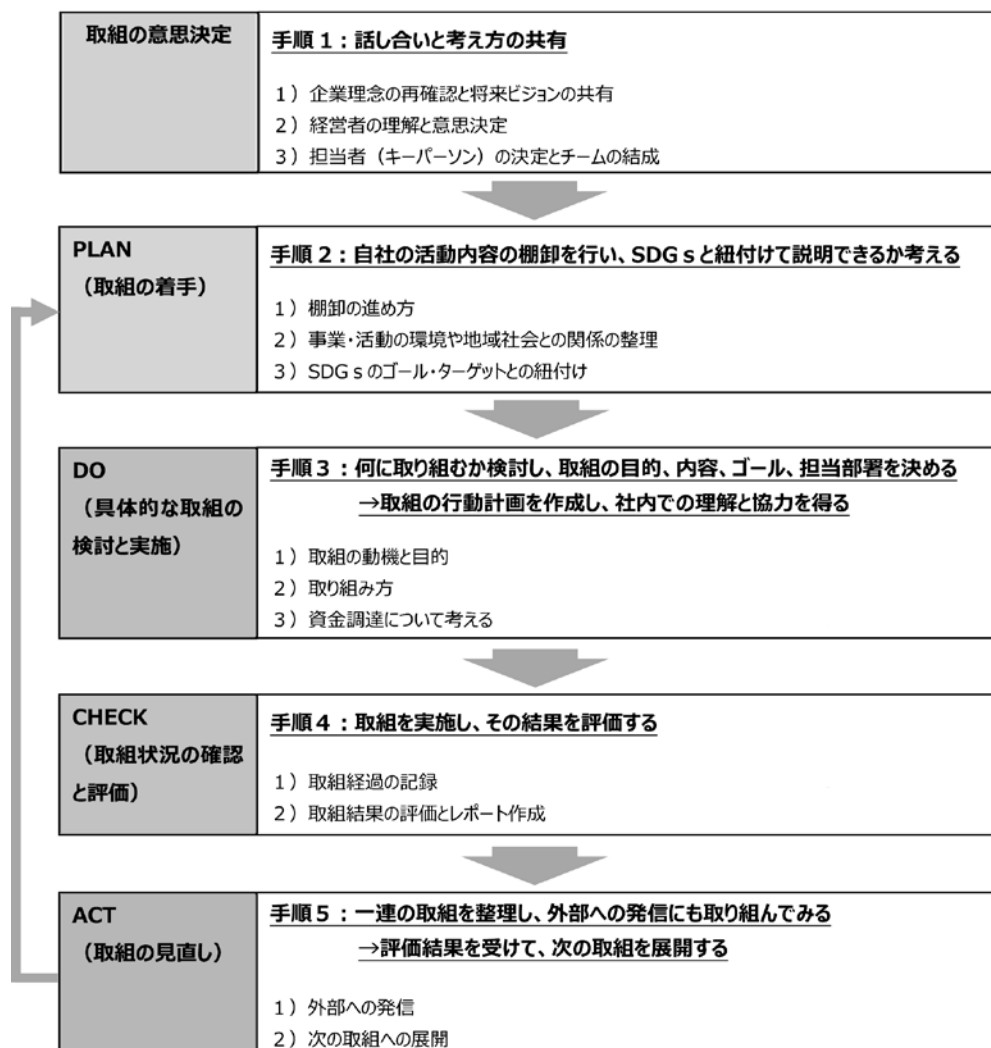 取組の意思決定
手順1：話し合いと考え方の共有
1）企業理念の再確認と将来ビジョンの共有
2）経営者の理解と意思決定
3）担当者（キーパーソン）の決定とチームの結成
PLAN
（取組の着手）
手順2：自社の活動内容の棚卸を行い、SDGｓと紐付けて説明できるか考える
1）棚卸の進め方
2）事業・活動の環境や地域社会との関係の整理
3）SDGｓのゴール・ターゲットとの紐付け
DO
（具体的な取組の
検討と実施）
手順3：何に取り組むか検討し、取組の目的、内容、ゴール、担当部署を決める
→取組の行動計画を作成し、社内での理解と協力を得る
1）取組の動機と目的
2）取り組み方
3）資金調達について考える
CHECK
（取組状況の確認
と評価）
手順4：取組を実施し、その結果を評価する
1）取組経過の記録
2）取組結果の評価とレポート作成
ACT
（取組の見直し）
手順5：一連の取組を整理し、外部への発信にも取り組んでみる
→評価結果を受けて、次の取組を展開する
1）外部への発信
2）次の取組への展開